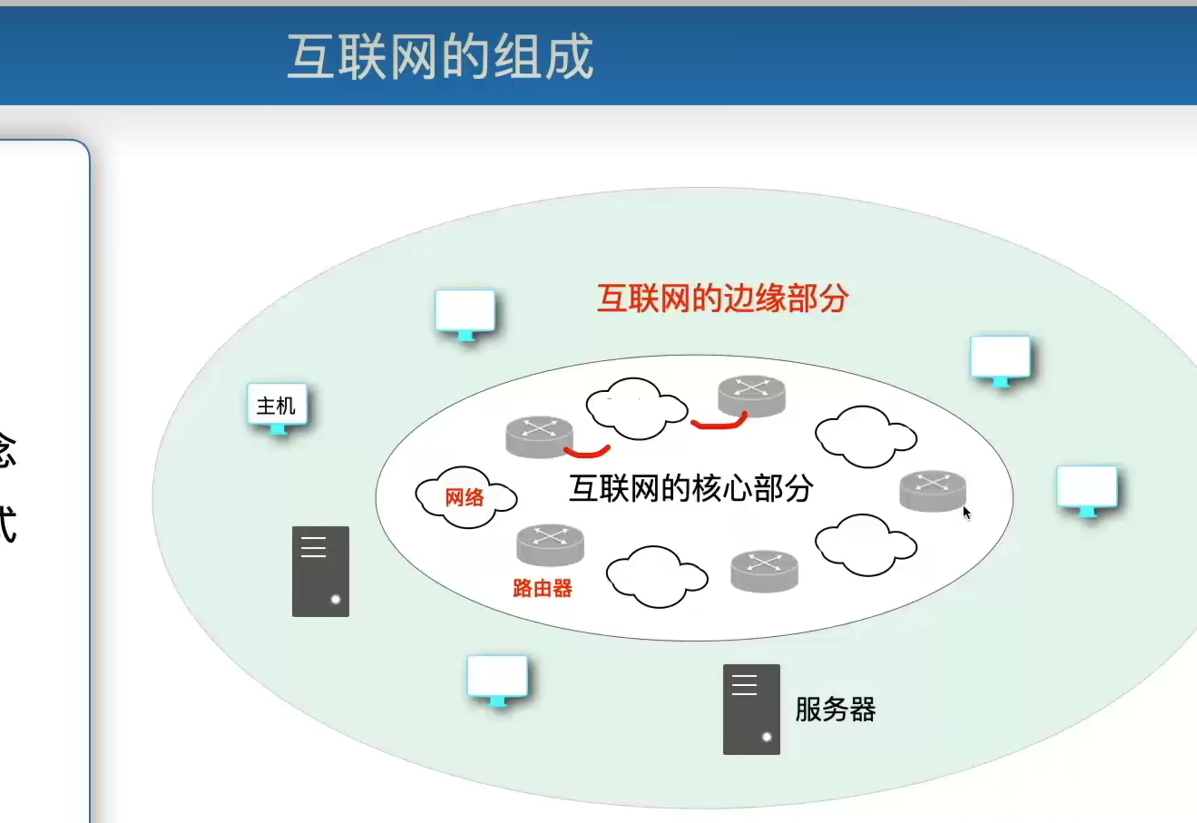 互联网的组成
互联网的边缘部分
主机
互联网的核心部分
网络
路由器
服务器
念
式